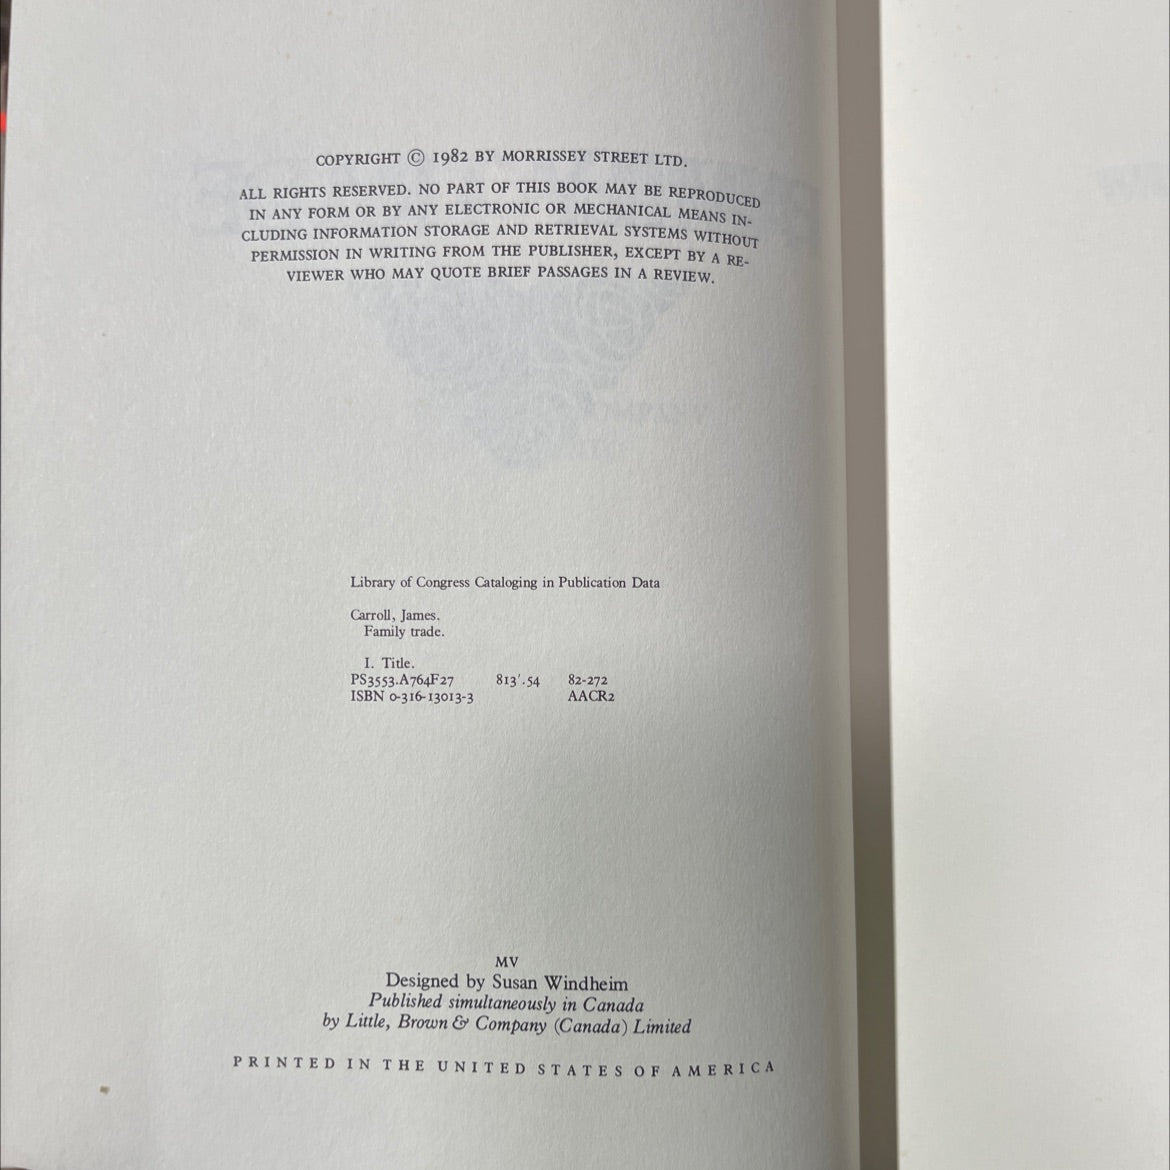 COPYRIGHT © 1982 BY MORRISSEY STREET LTD.
ALL RIGHTS RESERVED. NO PART OF THIS BOOK MAY BE REPRODUCED
IN ANY FORM OR BY ANY ELECTRONIC OR MECHANICAL MEANS IN-
CLUDING INFORMATION STORAGE AND RETRIEVAL SYSTEMS WITHOUT
PERMISSION IN WRITING FROM THE PUBLISHER, EXCEPT BY A RE-
VIEWER WHO MAY QUOTE BRIEF PASSAGES IN A REVIEW.
Library of Congress Cataloging in Publication Data
Carroll, James.
Family trade.
I. Title.
PS3553.A764F27 813'.54 82-272
ISBN 0-316-13013-3 AACR2
MV
Designed by Susan Windheim
Published simultaneously in Canada
by Little, Brown & Company (Canada) Limited
PRINTED IN THE UNITED STATES OF AMERICA